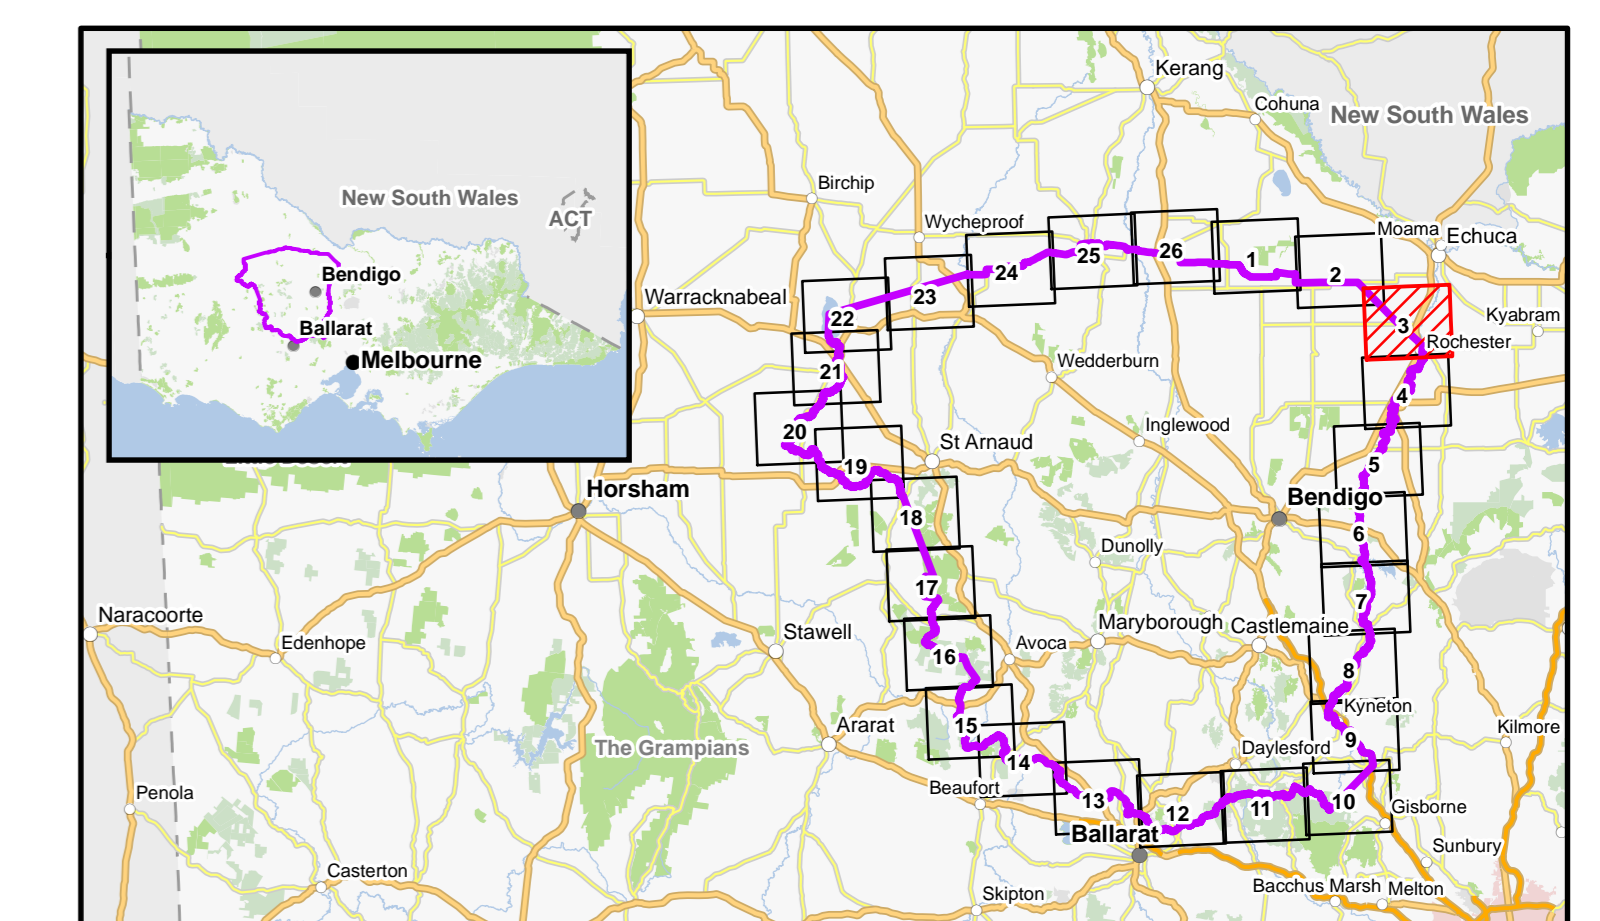 Kerang
Cohuna
New South Wales
New South Wales
ACT
Birchip
Wycheproof
Moama
Echuca
Bendigo
Ballarat
Melbourne
Warracknabeal
22
23
24
25
26
1
2
3
Kyabram
Rochester
Wedderburn
21
4
20
Inglewood
19
St Arnaud
5
Horsham
Bendigo
18
6
Dunolly
17
7
Naracoorte
Edenhope
Stawell
16
Avoca
Maryborough
Castlemaine
8
Kyneton
15
Ararat
The Grampians
14
9
Daylesford
Kilmore
Penola
Beaufort
13
12
11
10
Gisborne
Ballarat
Sunbury
Casterton
Skipton
Bacchus Marsh
Melton